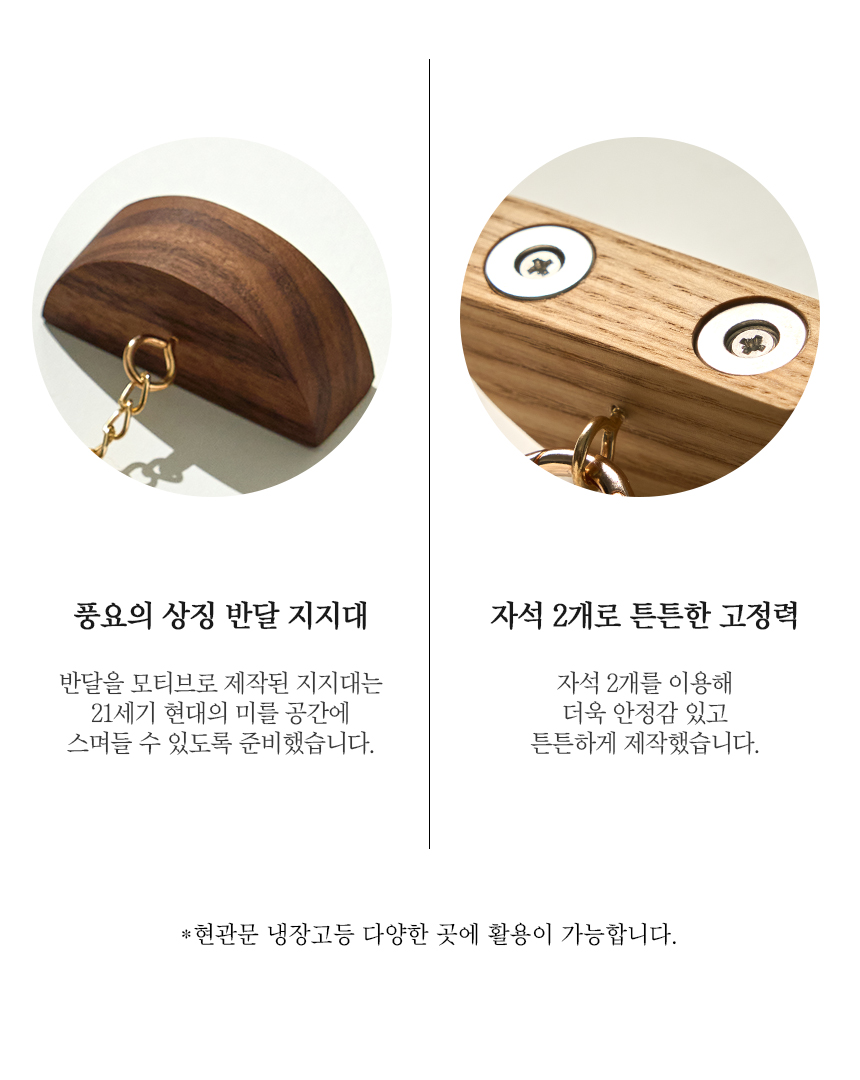 풍요의 상징 반달 지지대
반달을 모티브로 제작된 지지대는
21세기 현대의 미를 공간에
스며들 수 있도록 준비했습니다.
자석 2개로 튼튼한 고정력
자석 2개를 이용해
더욱 안정감 있고
튼튼하게 제작했습니다.
*현관문 냉장고등 다양한 곳에 활용이 가능합니다.